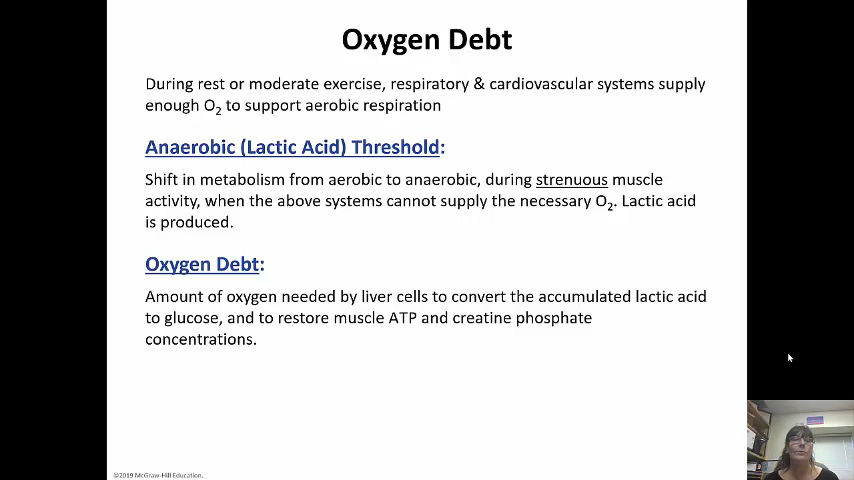 Oxygen Debt
During rest or moderate exercise, respiratory & cardiovascular systems supply
enough O₂ to support aerobic respiration
Anaerobic (Lactic Acid) Threshold:
Shift in metabolism from aerobic to anaerobic, during strenuous muscle
activity, when the above systems cannot supply the necessary O₂. Lactic acid
is produced.
Oxygen Debt:
Amount of oxygen needed by liver cells to convert the accumulated lactic acid
to glucose, and to restore muscle ATP and creatine phosphate
concentrations.
©2019 McGraw-Hill Education.